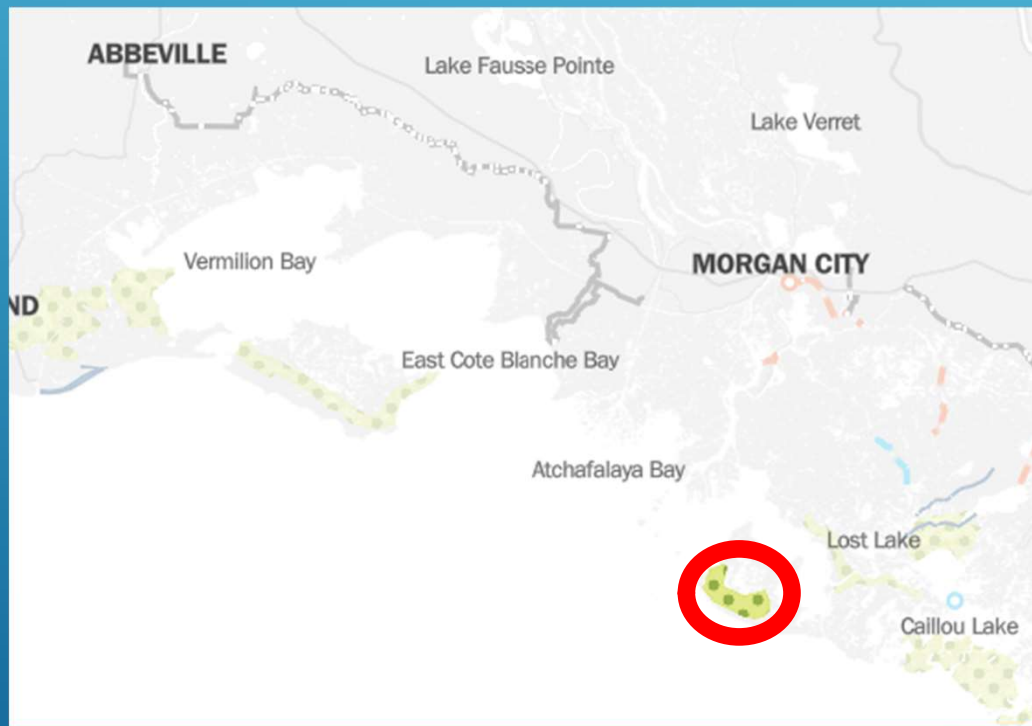 ABBEVILLE
Lake Fausse Pointe
Lake Verret
Vermilion Bay
MORGAN CITY
ND
East Cote Blanche Bay
Atchafalaya Bay
Lost Lake
Caillou Lake